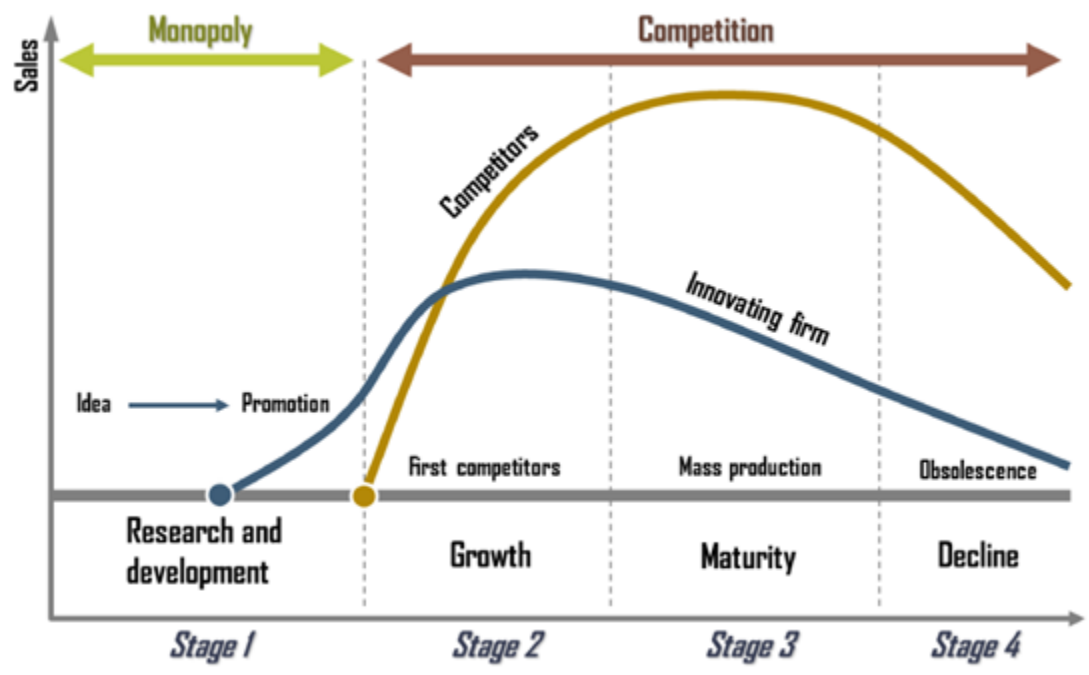 Monopoly
Competition
Sales
Competitors
Innovating firm
Idea
Promotion
First competitors
Mass production
Obsolescence
Research and
development
Growth
Maturity
Decline
Stage 1
Stage 2
Stage 3
Stage 4